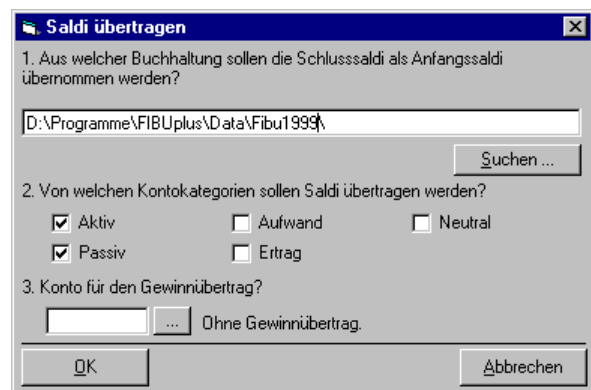 Saldi übertragen
1. Aus welcher Buchhaltung sollen die Schlusssaldi als Anfangssaldi
übernommen werden?
D:\Programme\FIBUplus\Data\Fibu1999\
Suchen ...
2. Von welchen Kontokategorien sollen Saldi übertragen werden?
Aktiv Aufwand Neutral
Passiv Ertrag
3. Konto für den Gewinnübertrag?
... Ohne Gewinnübertrag.
OK Abbrechen